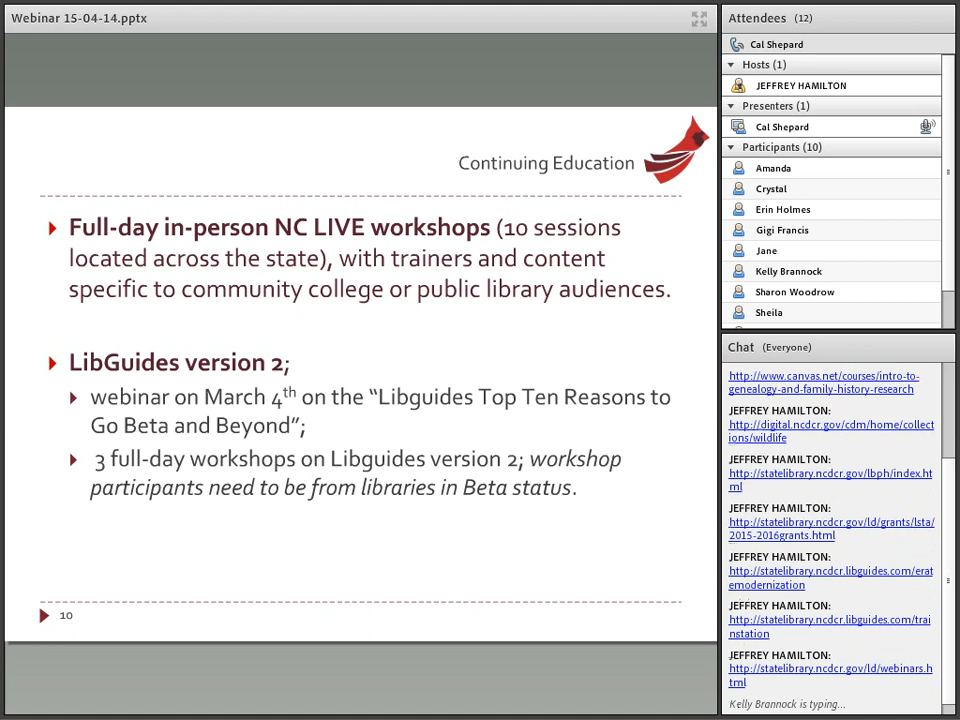 Webinar 15-04-14.pptx
Continuing Education
Full-day in-person NC LIVE workshops (10 sessions
located across the state), with trainers and content
specific to community college or public library audiences.
LibGuides version 2;
webinar on March 4th on the “Libguides Top Ten Reasons to
Go Beta and Beyond”;
3 full-day workshops on Libguides version 2; workshop
participants need to be from libraries in Beta status.
10
Attendees (12)
Cal Shepard
Hosts (1)
JEFFREY HAMILTON
Presenters (1)
Cal Shepard
Participants (10)
Amanda
Crystal
Erin Holmes
Gigi Francis
Jane
Kelly Brannock
Sharon Woodrow
Sheila
Chat (Everyone)
http://www.canvas.net/courses/intro-to-
genealogy-and-family-history-research
JEFFREY HAMILTON:
http://digital.ncdcr.gov/cdm/home/collect
ions/wildlife
JEFFREY HAMILTON:
http://statelibrary.ncdcr.gov/lbph/index.ht
ml
JEFFREY HAMILTON:
http://statelibrary.ncdcr.gov/ld/grants/lsta/
2015-2016grants.html
JEFFREY HAMILTON:
http://statelibrary.ncdcr.libguides.com/erat
emodernization
JEFFREY HAMILTON:
http://statelibrary.ncdcr.libguides.com/trai
nstation
JEFFREY HAMILTON:
http://statelibrary.ncdcr.gov/ld/webinars.h
tml
Kelly Brannock is typing...